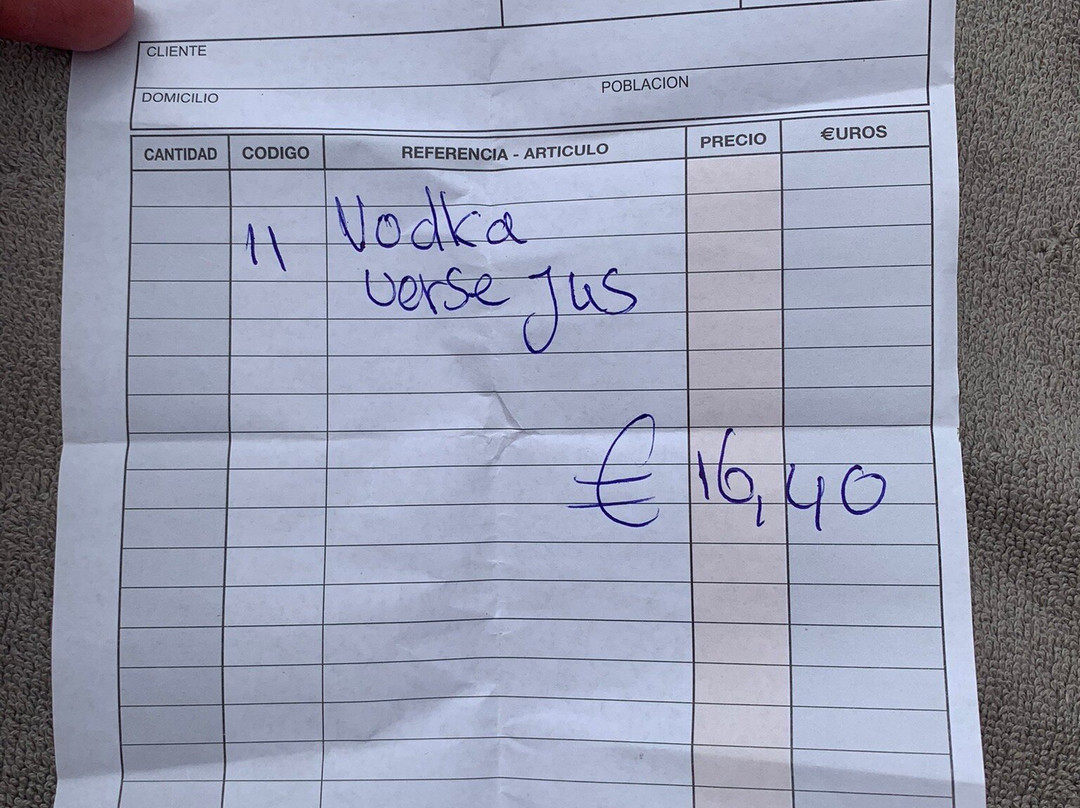 CLIENTE
DOMICILIO POBLACION
CANTIDAD CODIGO REFERENCIA - ARTICULO PRECIO €UROS
11 Vodka
verse Jus
€ 16,40